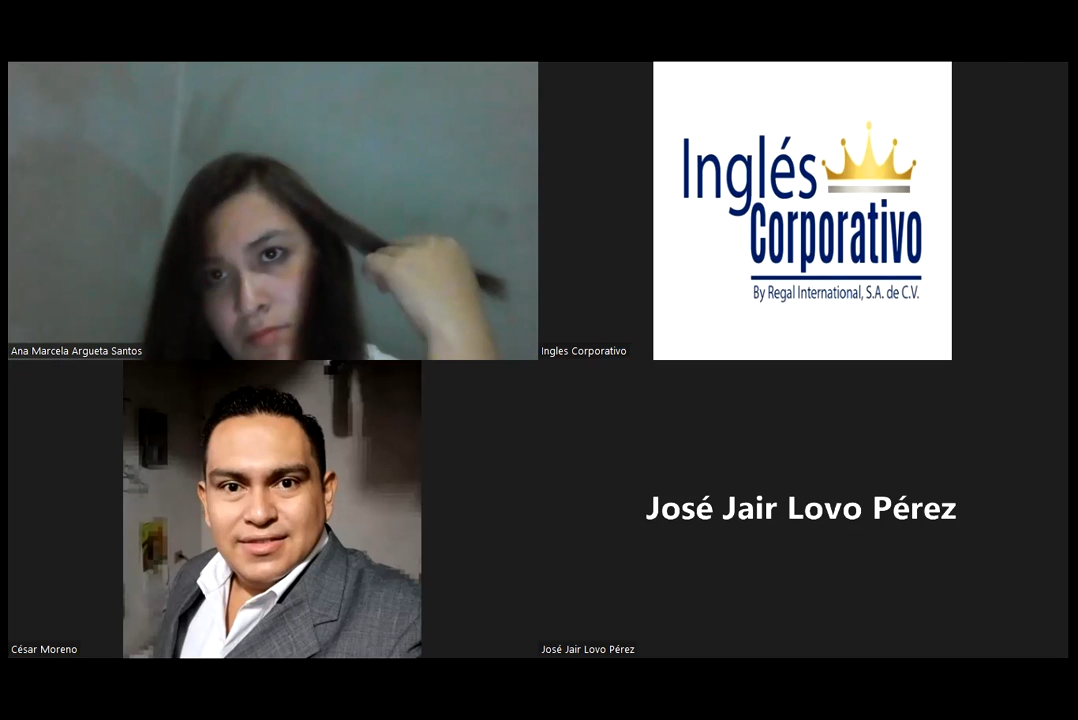 Inglés
Corporativo
By Regal International, S.A. de C.V.
Ana Marcela Argueta Santos
Ingles Corporativo
José Jair Lovo Pérez
César Moreno
José Jair Lovo Pérez